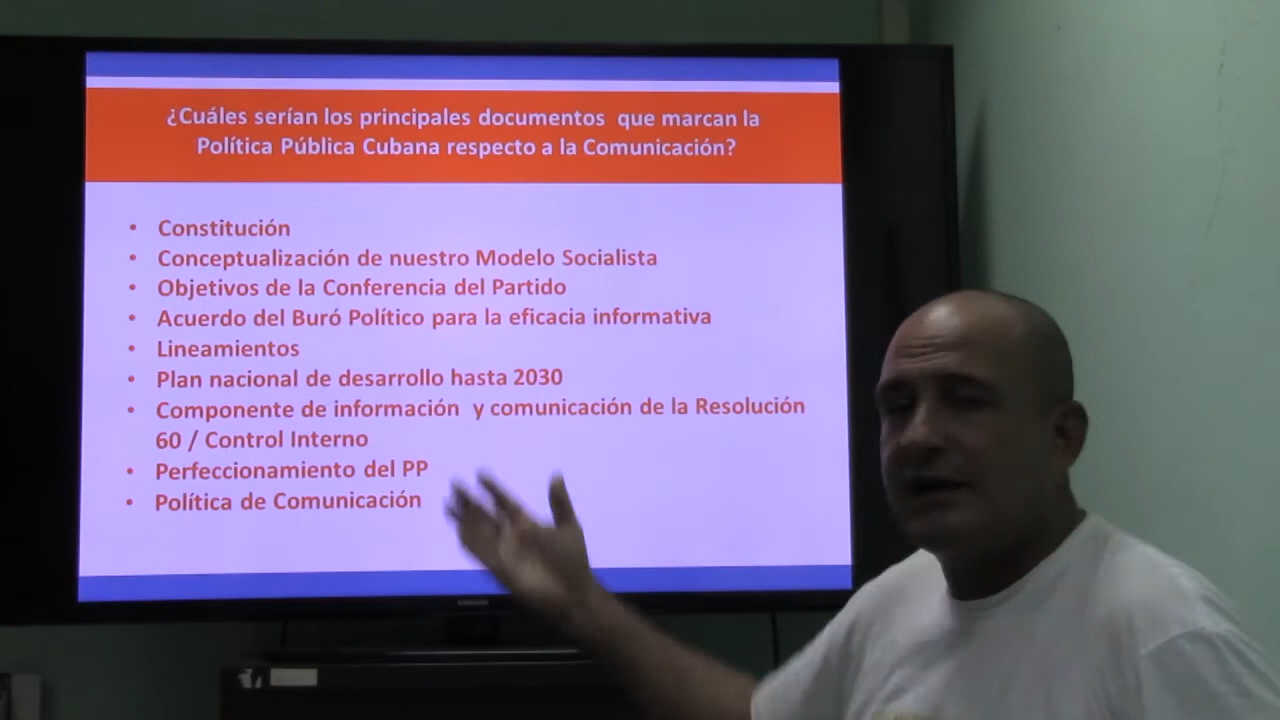 ¿Cuáles serían los principales documentos que marcan la
Política Pública Cubana respecto a la Comunicación?
• Constitución
• Conceptualización de nuestro Modelo Socialista
• Objetivos de la Conferencia del Partido
• Acuerdo del Buró Político para la eficacia informativa
• Lineamientos
• Plan nacional de desarrollo hasta 2030
• Componente de información y comunicación de la Resolución
60 / Control Interno
• Perfeccionamiento del PP
• Política de Comunicación
SAMSUNG